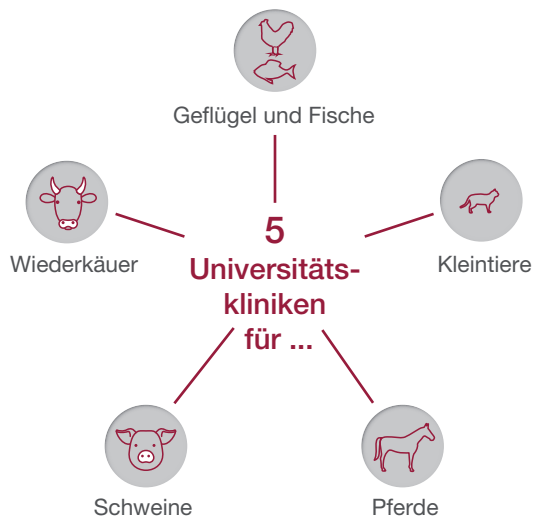 Geflügel und Fische
Wiederkäuer
Kleintiere
5
Universitäts-
kliniken
für ...
Schweine
Pferde